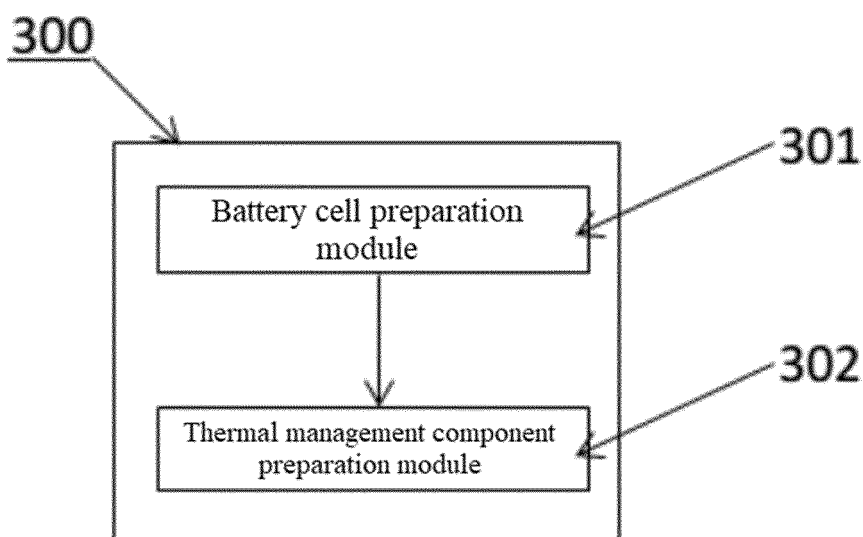 300
301
Battery cell preparation
module
302
Thermal management component
preparation module